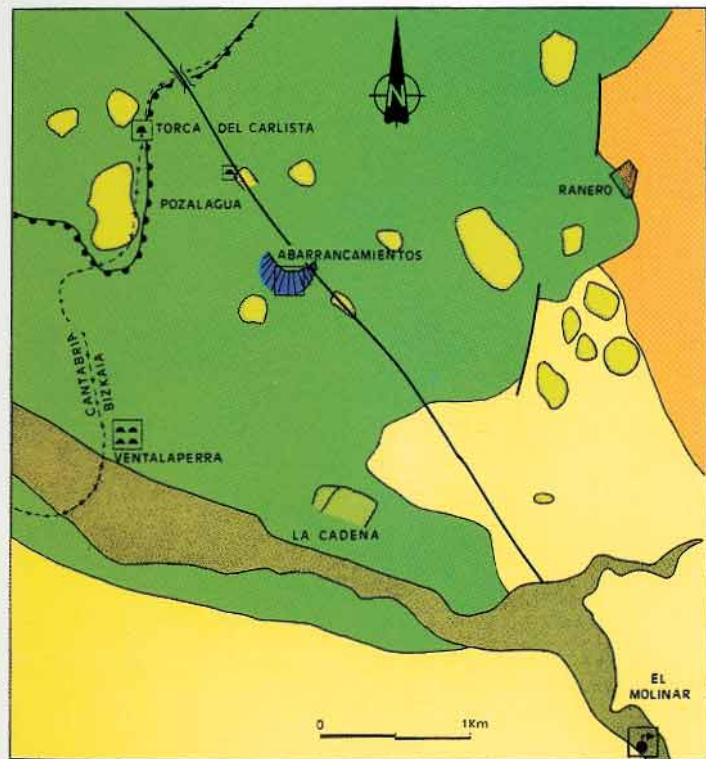 N
TORCA DEL CARLISTA
RANERO
POZALAGUA
ABARRANCAMIENTOS
CANTABRIA
BIZKAIA
VENTALAPERRA
LA CADENA
EL
MOLINAR
0 1Km